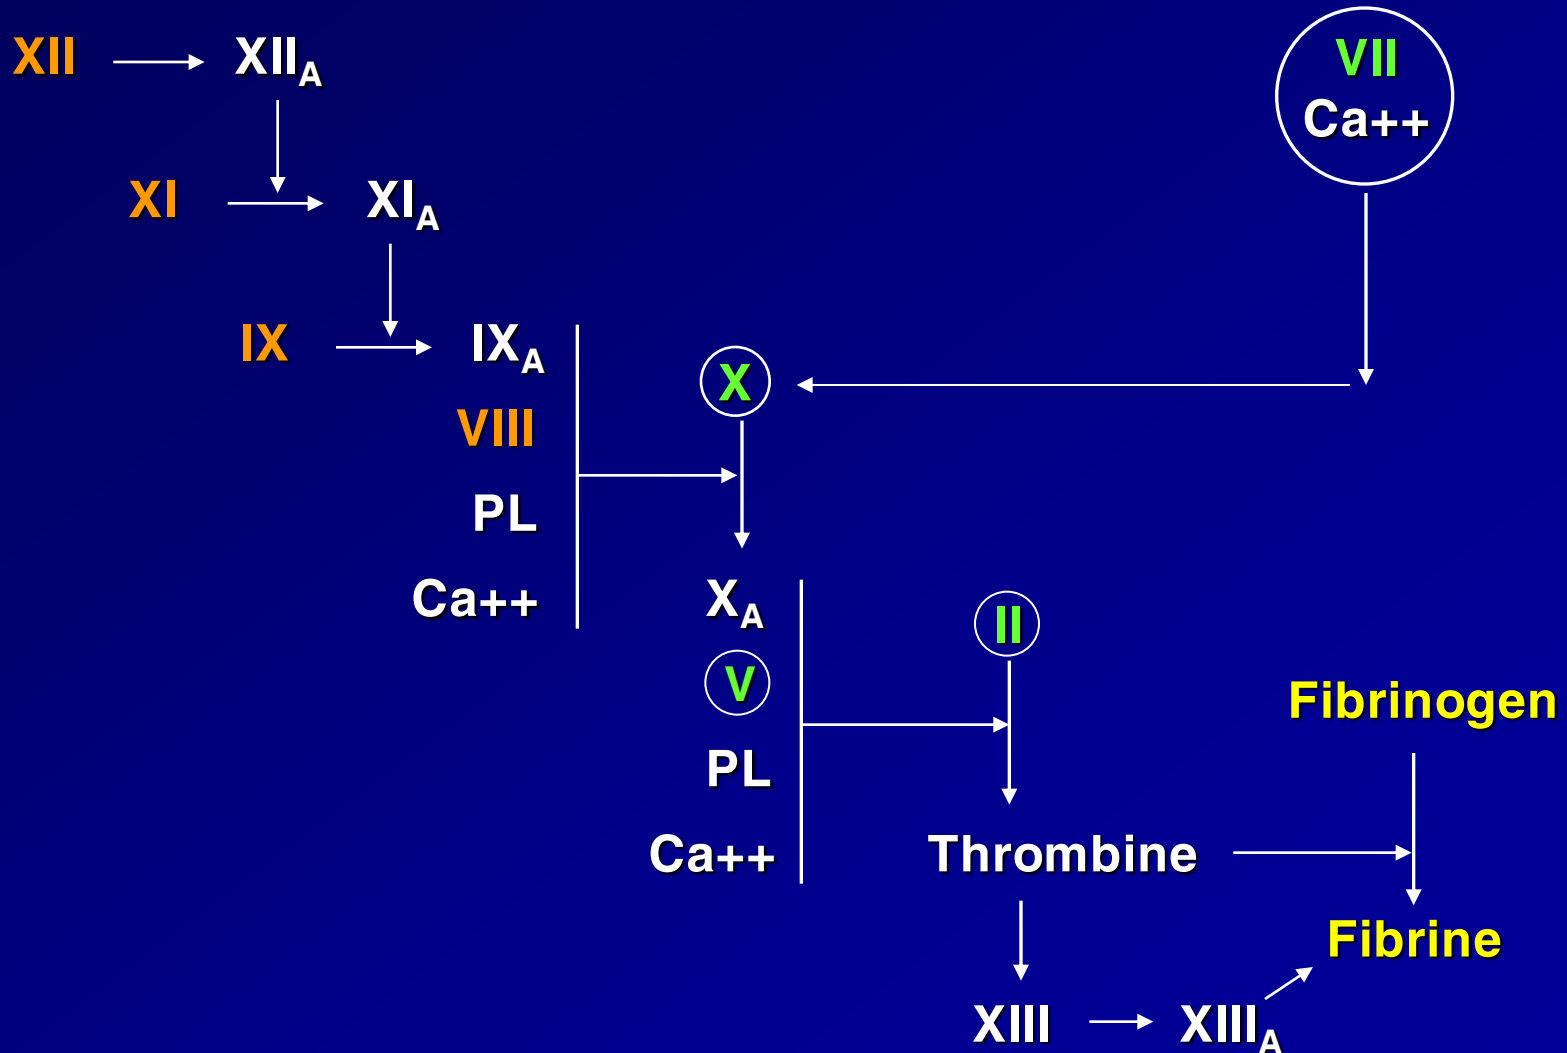 XII XIIA
VII
Ca++
XI XIA
IX IXA
X
VIII
PL
Ca++
XA
II
V
Fibrinogen
PL
Ca++
Thrombine
Fibrine
XIII XIIIA